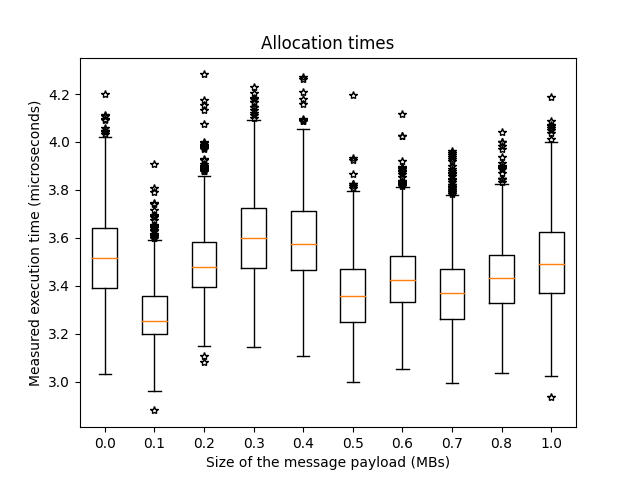 Allocation times
Measured execution time (microseconds)
4.2
4.0
3.8
3.6
3.4
3.2
3.0
0.0 0.1 0.2 0.3 0.4 0.5 0.6 0.7 0.8 1.0
Size of the message payload (MBs)